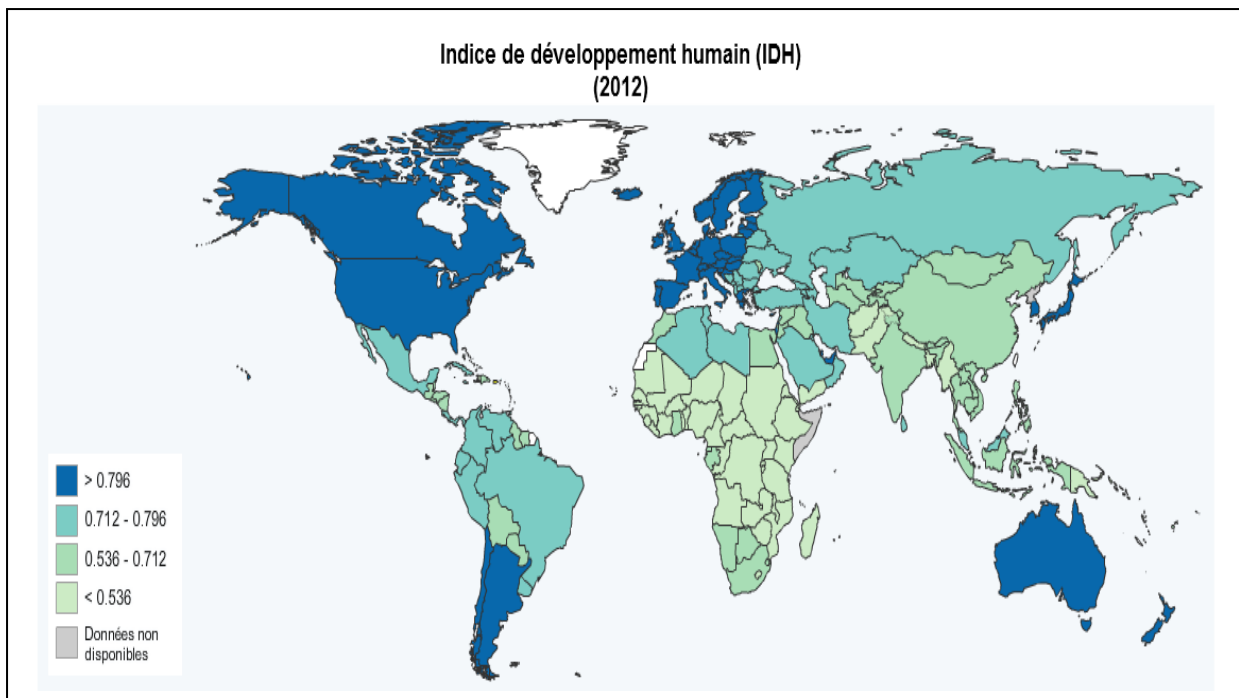 Indice de développement humain (IDH)
(2012)
> 0.796
0.712 - 0.796
0.536 - 0.712
< 0.536
Données non
disponibles